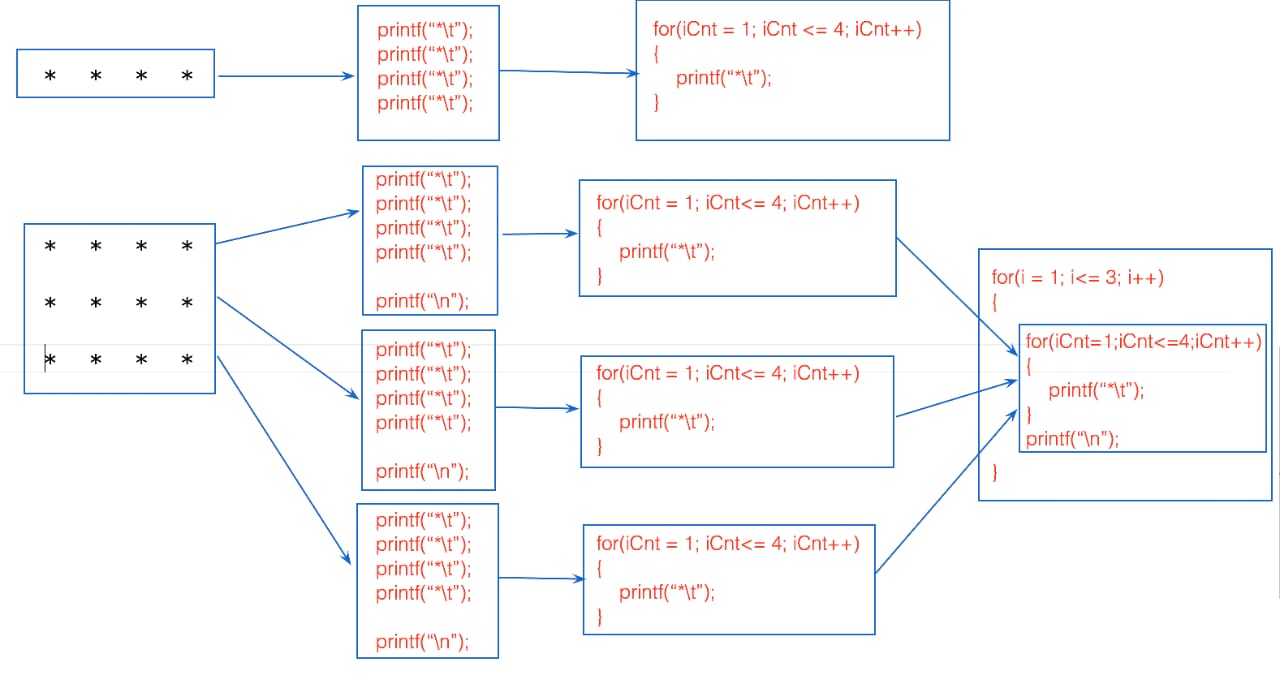 * * * *
printf(“*\t”);
printf(“*\t”);
printf(“*\t”);
printf(“*\t”);
for(iCnt = 1; iCnt <= 4; iCnt++)
{
printf(“*\t”);
}
* * * *
* * * *
* * * *
printf(“*\t”);
printf(“*\t”);
printf(“*\t”);
printf(“*\t”);
printf(“\n”);
for(iCnt = 1; iCnt<= 4; iCnt++)
{
printf(“*\t”);
}
printf(“*\t”);
printf(“*\t”);
printf(“*\t”);
printf(“*\t”);
printf(“\n”);
for(iCnt = 1; iCnt<= 4; iCnt++)
{
printf(“*\t”);
}
printf(“*\t”);
printf(“*\t”);
printf(“*\t”);
printf(“*\t”);
printf(“\n”);
for(iCnt = 1; iCnt<= 4; iCnt++)
{
printf(“*\t”);
}
for(i = 1; i<= 3; i++)
{
for(iCnt=1;iCnt<=4;iCnt++)
{
printf(“*\t”);
}
printf(“\n”);
}